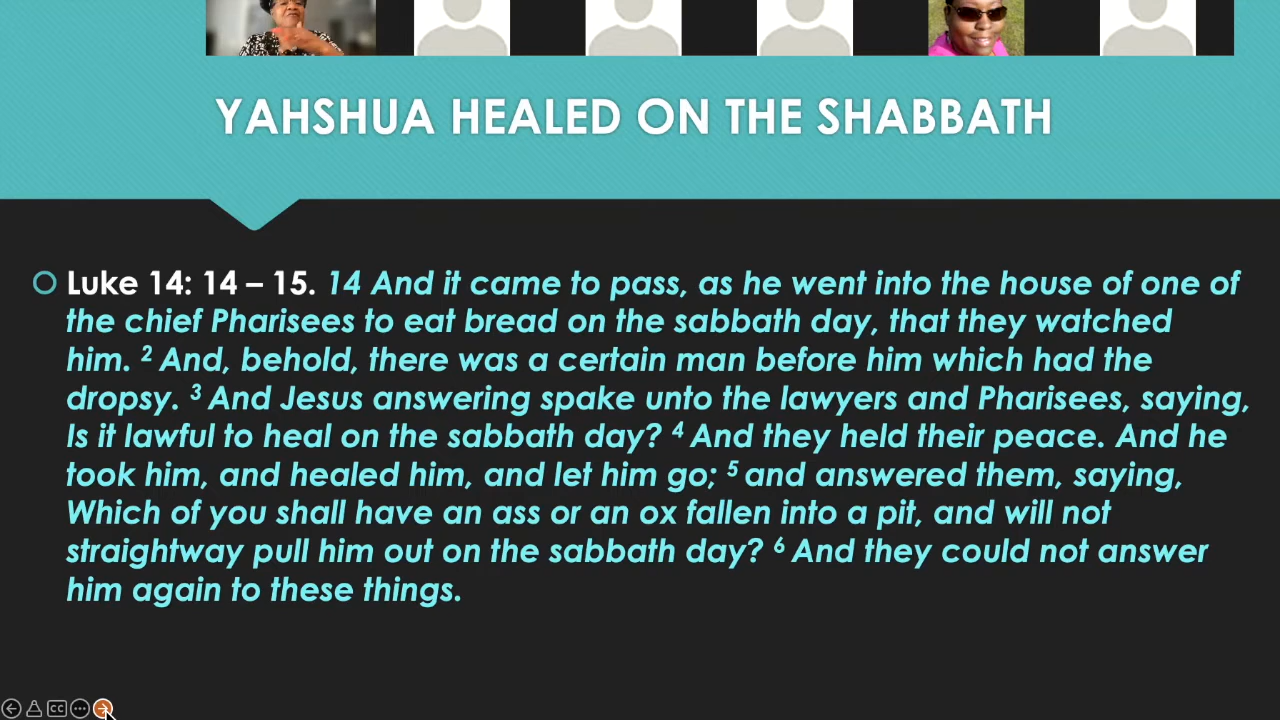 YAHSHUA HEALED ON THE SHABBATH
Luke 14: 14 – 15. 14 And it came to pass, as he went into the house of one of
the chief Pharisees to eat bread on the sabbath day, that they watched
him. ² And, behold, there was a certain man before him which had the
dropsy. ³ And Jesus answering spake unto the lawyers and Pharisees, saying,
Is it lawful to heal on the sabbath day? ⁴ And they held their peace. And he
took him, and healed him, and let him go; ⁵ and answered them, saying,
Which of you shall have an ass or an ox fallen into a pit, and will not
straightway pull him out on the sabbath day? ⁶ And they could not answer
him again to these things.
CC